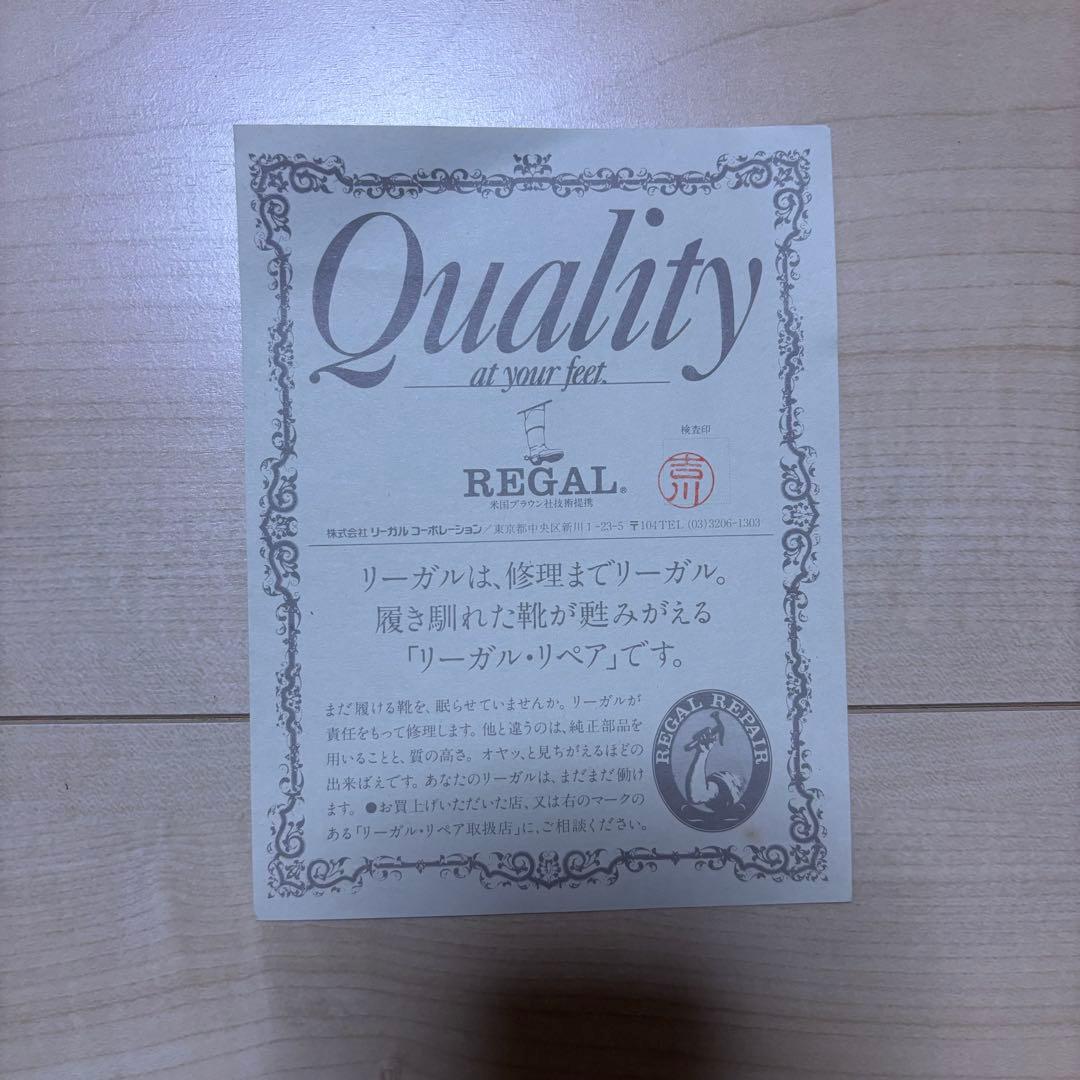 Quality
at your feet.
検査印
吉川
REGAL®
米国ブラウン社技術提携
株式会社 リーガル コーポレーション／東京都中央区新川1-23-5 〒104 TEL (03)3206-1303
リーガルは、修理までリーガル。
履き馴れた靴が甦みがえる
「リーガル・リペア」です。
まだ履ける靴を、眠らせていませんか。リーガルが
責任をもって修理します。他と違うのは、純正部品を
用いることと、質の高さ。オヤッ、と見ちがえるほどの
出来ばえです。あなたのリーガルは、まだまだ働け
ます。●お買上げいただいた店、又は右のマークの
ある「リーガル・リペア取扱店」に、ご相談ください。
REGAL REPAIR